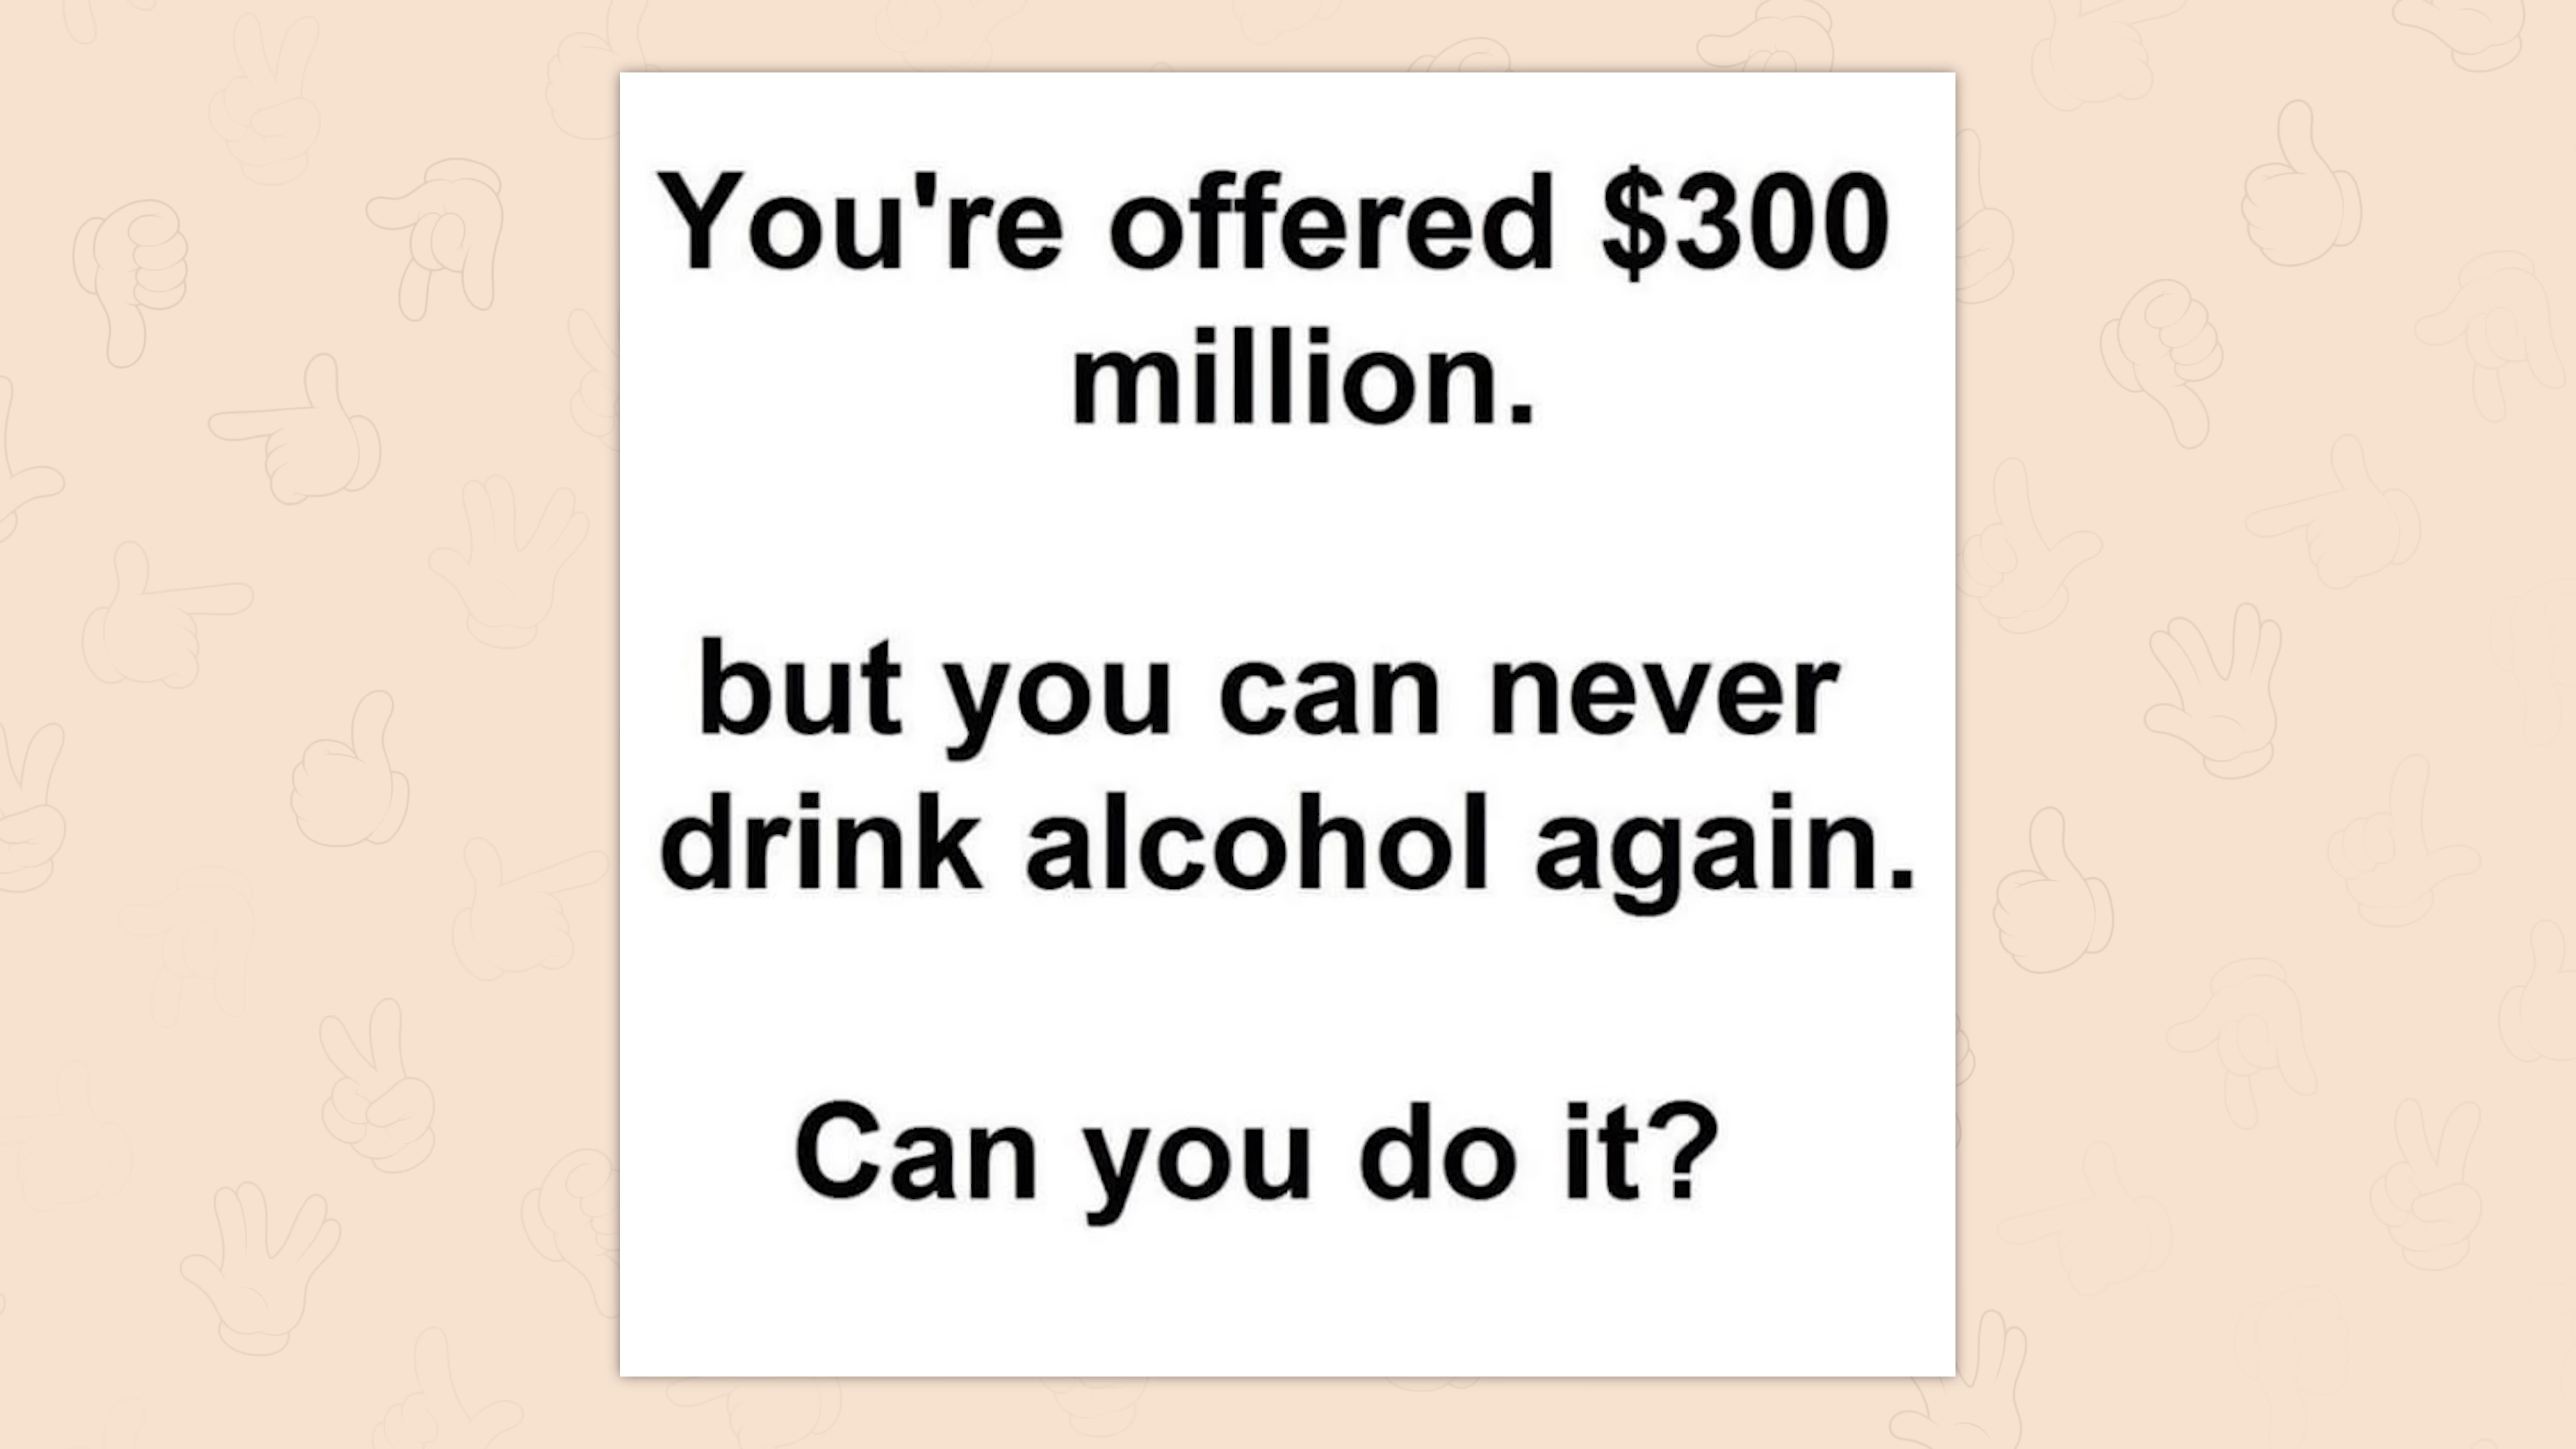 You're offered $300
million.
but you can never
drink alcohol again.
Can you do it?